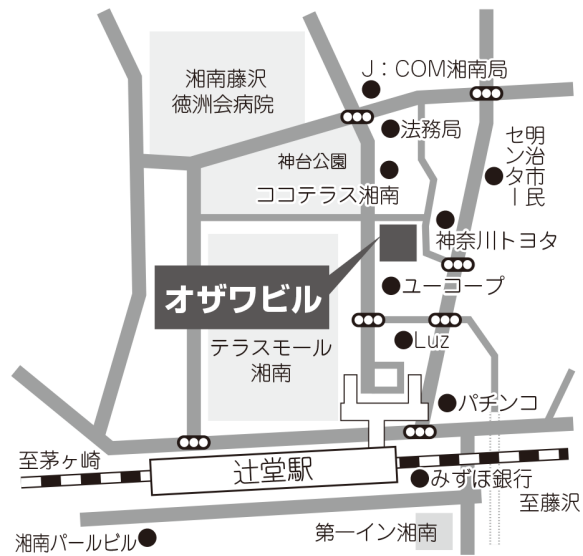 J：COM湘南局
湘南藤沢
徳洲会病院
法務局
明治市民
センター
神台公園
ココテラス湘南
神奈川トヨタ
ユーコープ
オザワビル
Luz
テラスモール
湘南
パチンコ
至茅ヶ崎
辻堂駅
みずほ銀行
至藤沢
第一イン湘南
湘南パールビル